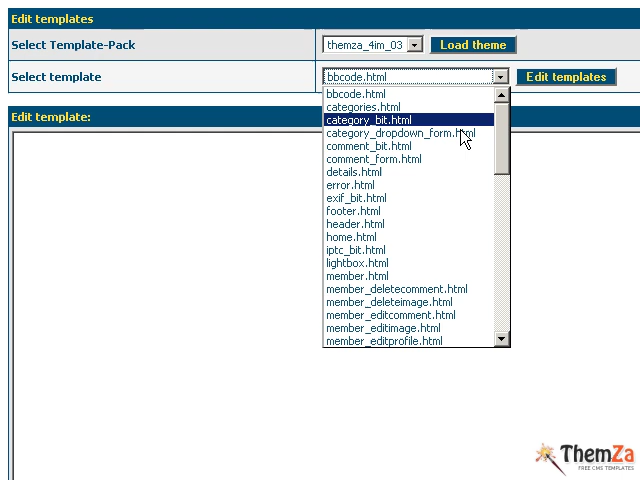 Edit templates
Select Template-Pack themza_4im_03 Load theme
Select template bbcode.html Edit templates
bbcode.html
Edit template: categories.html
category_bit.html
category_dropdown_form.html
comment_bit.html
comment_form.html
details.html
error.html
exif_bit.html
footer.html
header.html
home.html
iptc_bit.html
lightbox.html
member.html
member_deletecomment.html
member_deleteimage.html
member_editcomment.html
member_editimage.html
member_editprofile.html
ThemZa
FREE CMS TEMPLATES